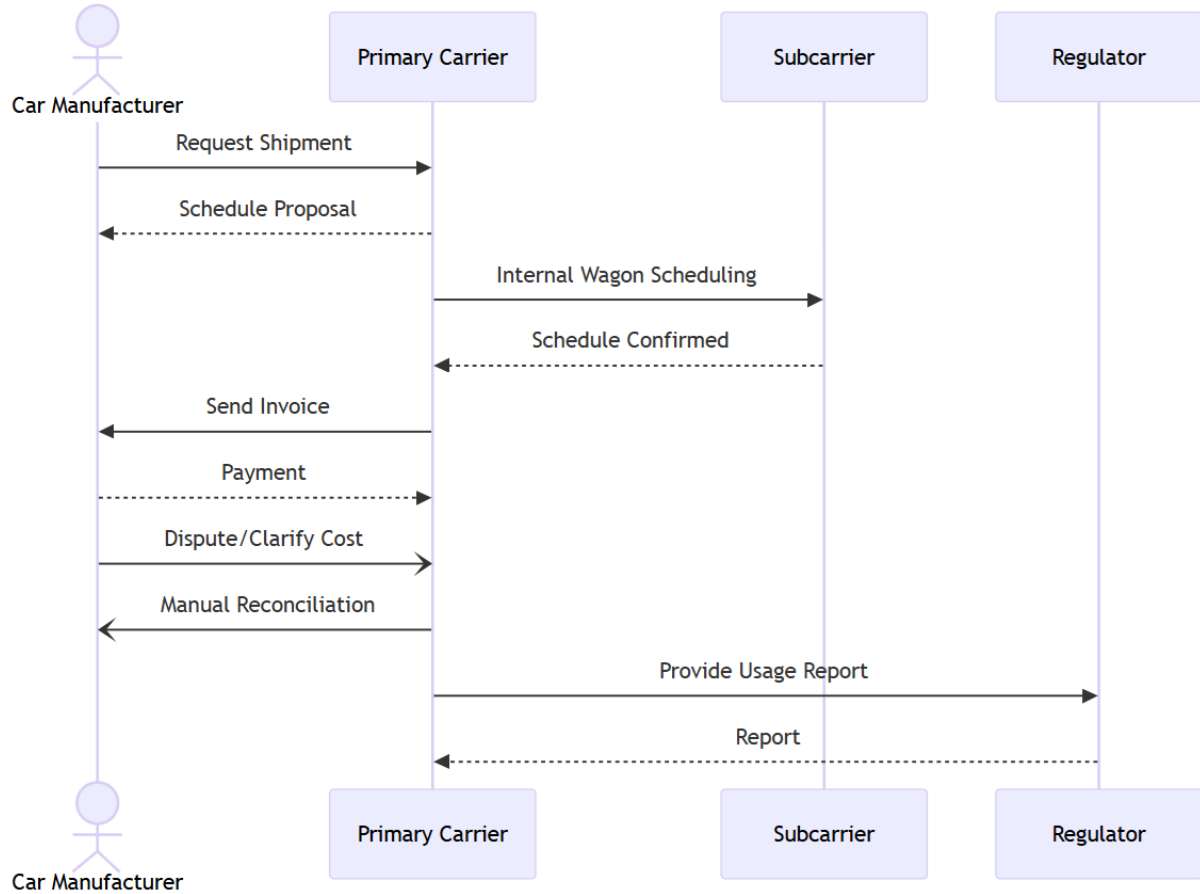 Primary Carrier
Subcarrier
Regulator
Car Manufacturer
Request Shipment
Schedule Proposal
Internal Wagon Scheduling
Schedule Confirmed
Send Invoice
Payment
Dispute/Clarify Cost
Manual Reconciliation
Provide Usage Report
Report
Primary Carrier
Subcarrier
Regulator
Car Manufacturer